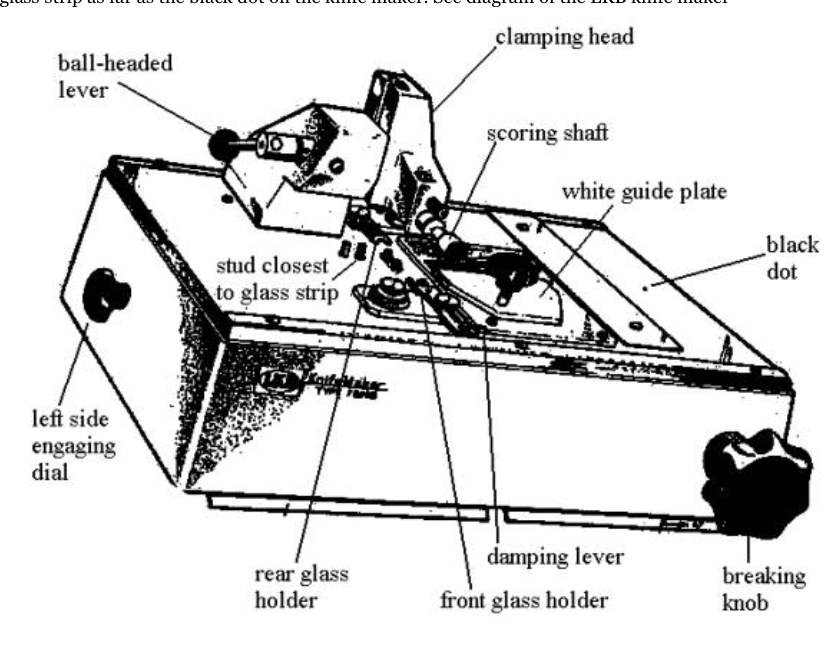 glass strip as far as the black dot on the knife maker. See diagram of the LKB knife maker
clamping head
ball-headed
lever
scoring shaft
white guide plate
black
dot
stud closest
to glass strip
LKB KnifeMaker
left side
engaging
dial
damping lever
rear glass
holder
front glass holder
breaking
knob